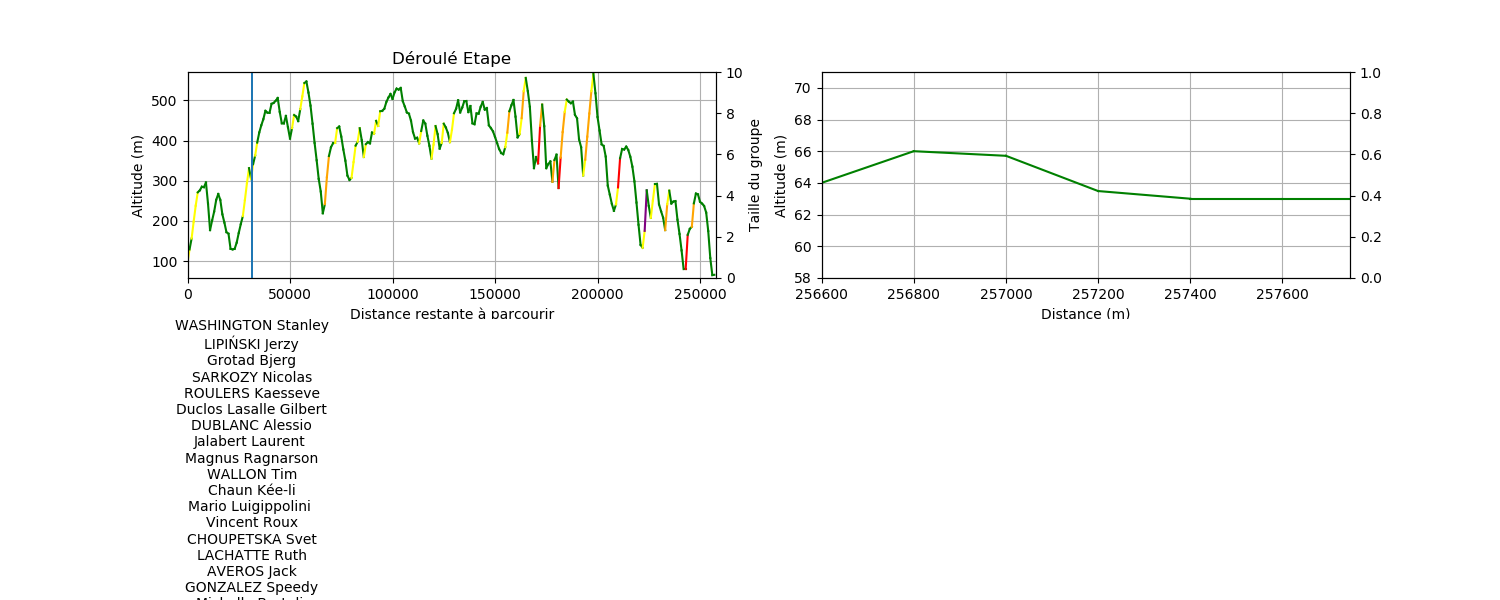 Déroulé Etape
500
400
300
200
100
Altitude (m)
10
8
6
4
2
0
Taille du groupe
0
50000
100000
150000
200000
250000
Distance restante à parcourir
70
68
66
64
62
60
58
Altitude (m)
1.0
0.8
0.6
0.4
0.2
0.0
256600
256800
257000
257200
257400
257600
Distance (m)
WASHINGTON Stanley
LIPIŃSKI Jerzy
Grotad Bjerg
SARKOZY Nicolas
ROULERS Kaesseve
Duclos Lasalle Gilbert
DUBLANC Alessio
Jalabert Laurent
Magnus Ragnarson
WALLON Tim
Chaun Kée-li
Mario Luigippolini
Vincent Roux
CHOUPETSKA Svet
LACHATTE Ruth
AVEROS Jack
GONZALEZ Speedy